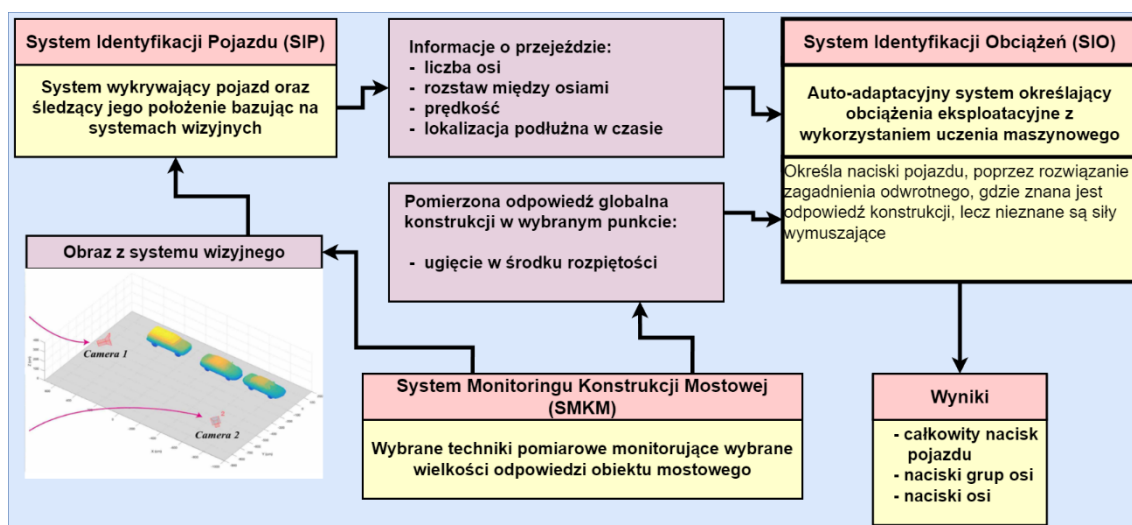 System Identyfikacji Pojazdu (SIP)
System wykrywający pojazd oraz
śledzący jego położenie bazując na
systemach wizyjnych
Informacje o przejeździe:
- liczba osi
- rozstaw między osiami
- prędkość
- lokalizacja podłużna w czasie
System Identyfikacji Obciążeń (SIO)
Auto-adaptacyjny system określający
obciążenia eksploatacyjne z
wykorzystaniem uczenia maszynowego
Określa naciski pojazdu, poprzez rozwiązanie
zagadnienia odwrotnego, gdzie znana jest
odpowiedź konstrukcji, lecz nieznane są siły
wymuszające
Pomierzona odpowiedź globalna
konstrukcji w wybranym punkcie:
- ugięcie w środku rozpiętości
Obraz z systemu wizyjnego
Camera 1
Camera 2
System Monitoringu Konstrukcji Mostowej
(SMKM)
Wybrane techniki pomiarowe monitorujące wybrane
wielkości odpowiedzi obiektu mostowego
Wyniki
- całkowity nacisk
pojazdu
- naciski grup osi
- naciski osi